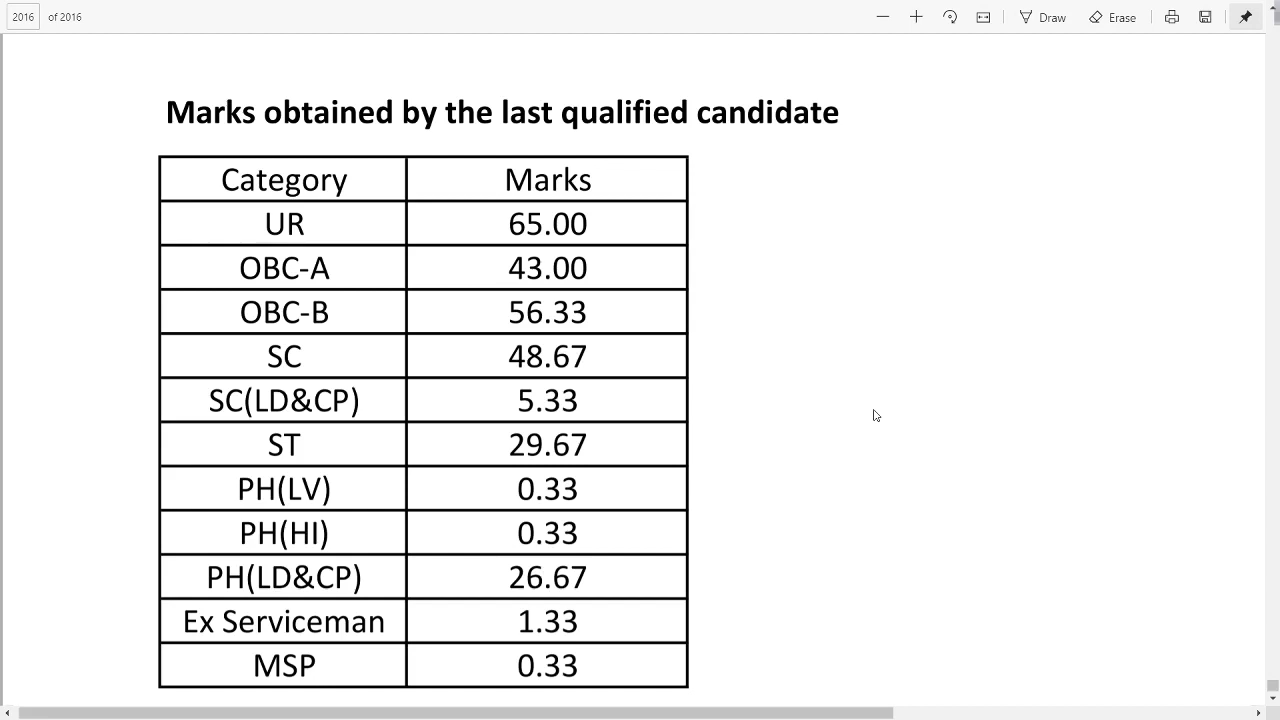 2016 of 2016 Draw Erase
Marks obtained by the last qualified candidate
Category Marks
UR 65.00
OBC-A 43.00
OBC-B 56.33
SC 48.67
SC(LD&CP) 5.33
ST 29.67
PH(LV) 0.33
PH(HI) 0.33
PH(LD&CP) 26.67
Ex Serviceman 1.33
MSP 0.33